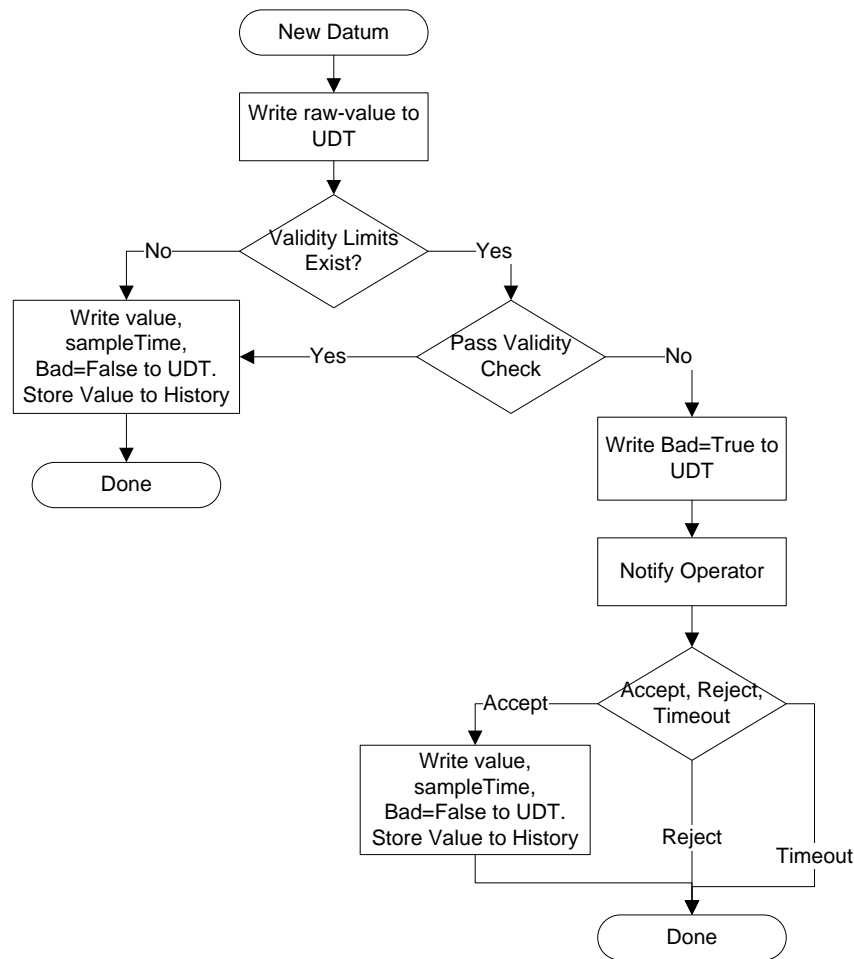 New Datum
Write raw-value to
UDT
Validity Limits
Exist?
No
Yes
Write value,
sampleTime,
Bad=False to UDT.
Store Value to History
Yes
Pass Validity
Check
No
Done
Write Bad=True to
UDT
Notify Operator
Accept, Reject,
Timeout
Accept
Write value,
sampleTime,
Bad=False to UDT.
Store Value to History
Reject
Timeout
Done